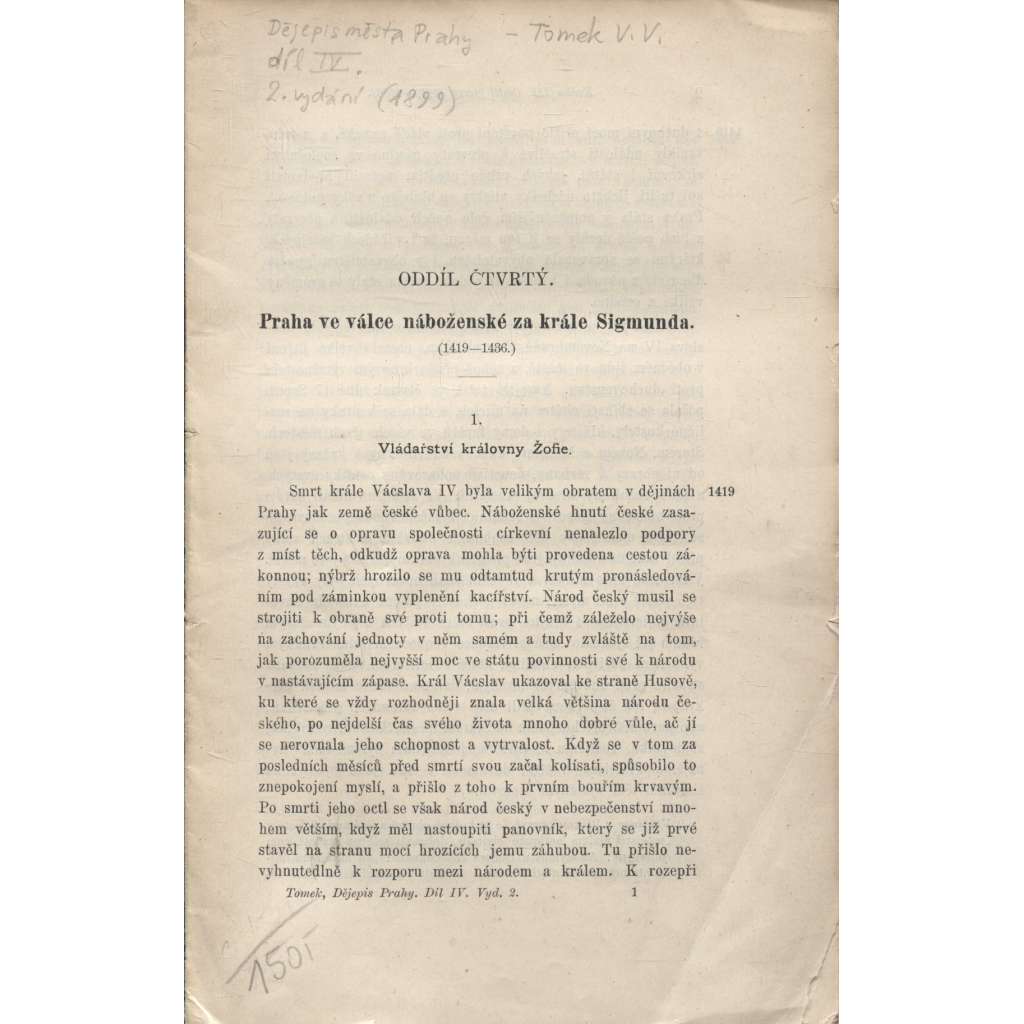 Dějepis města Prahy – Tomek V. V.
díl IV.
2. vydání (1899)
ODDÍL ČTVRTÝ.
Praha ve válce náboženské za krále Sigmunda.
(1419—1436.)
1.
Vládařství královny Žofie.
Smrt krále Vácslava IV byla velikým obratem v dějinách 1419
Prahy jak země české vůbec. Náboženské hnutí české zasa-
zující se o opravu společnosti církevní nenalezlo podpory
z míst těch, odkudž oprava mohla býti provedena cestou zá-
konnou; nýbrž hrozilo se mu odtamtud krutým pronásledová-
ním pod záminkou vyplenění kacířství. Národ český musil se
strojiti k obraně své proti tomu; při čemž záleželo nejvýše
na zachování jednoty v něm samém a tudy zvláště na tom,
jak porozuměla nejvyšší moc ve státu povinnosti své k národu
v nastávajícím zápase. Král Vácslav ukazoval ke straně Husově,
ku které se vždy rozhodněji znala velká většina národu če-
ského, po nejdelší čas svého života mnoho dobré vůle, ač jí
se nerovnala jeho schopnost a vytrvalost. Když se v tom za
posledních měsíců před smrtí svou začal kolísati, spůsobilo to
znepokojení myslí, a přišlo z toho k prvním bouřím krvavým.
Po smrti jeho octl se však národ český v nebezpečenství mno-
hem větším, když měl nastoupiti panovník, který se již prvé
stavěl na stranu mocí hrozících jemu záhubou. Tu přišlo ne-
vyhnutedlně k rozporu mezi národem a králem. K rozepři
Tomek, Dějepis Prahy. Díl IV. Vyd. 2. 1
150,-